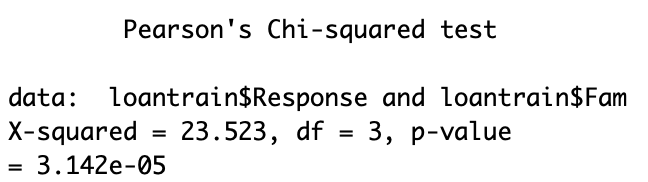 Pearson's Chi-squared test
data:  loantrain$Response and loantrain$Fam
X-squared = 23.523, df = 3, p-value
= 3.142e-05